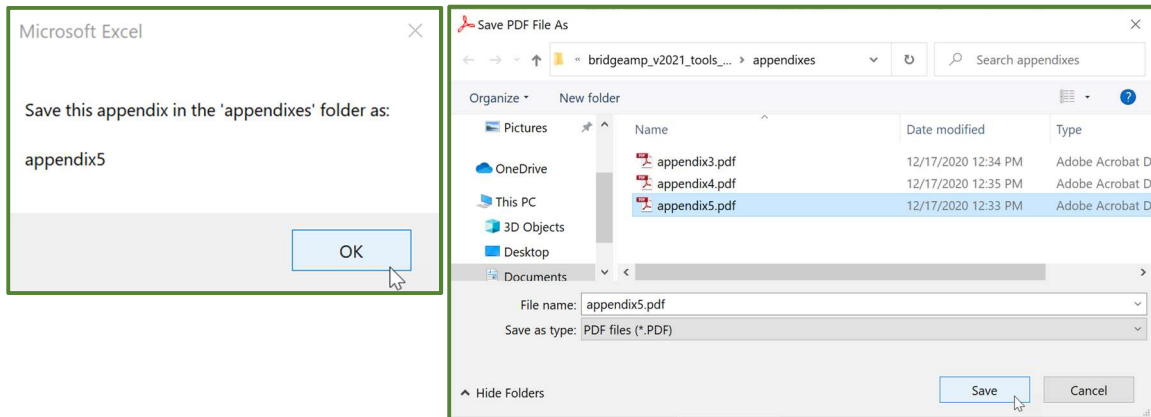 Microsoft Excel
Save this appendix in the 'appendixes' folder as:
appendix5
OK
Save PDF File As
« bridgeamp_v2021_tools_... › appendixes
Search appendixes
Organize
New folder
Pictures
OneDrive
This PC
3D Objects
Desktop
Documents
Name Date modified Type
appendix3.pdf 12/17/2020 12:34 PM Adobe Acrobat D
appendix4.pdf 12/17/2020 12:35 PM Adobe Acrobat D
appendix5.pdf 12/17/2020 12:33 PM Adobe Acrobat D
File name: appendix5.pdf
Save as type: PDF files (*.PDF)
Hide Folders
Save
Cancel